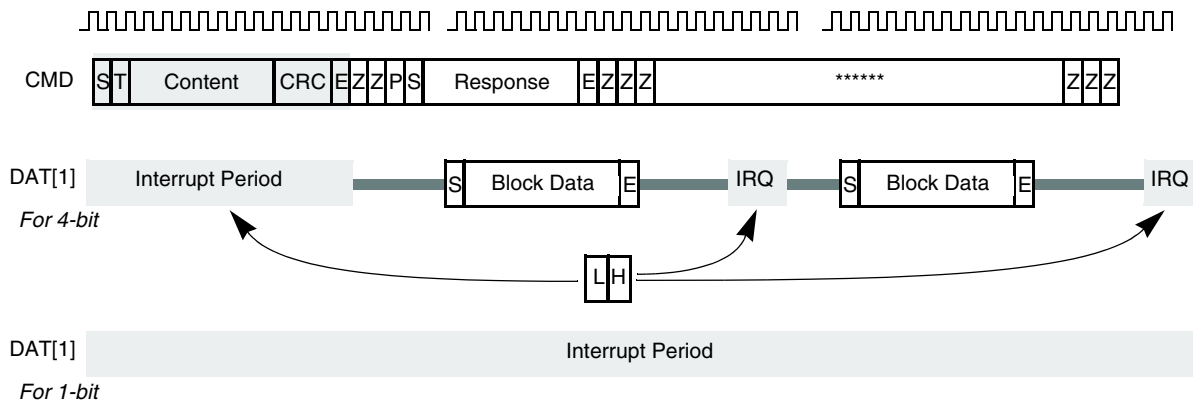 CMD S T Content CRC E Z Z P S Response E Z Z Z ****** Z Z Z
DAT[1] Interrupt Period S Block Data E IRQ S Block Data E IRQ
For 4-bit
L H
DAT[1] Interrupt Period
For 1-bit